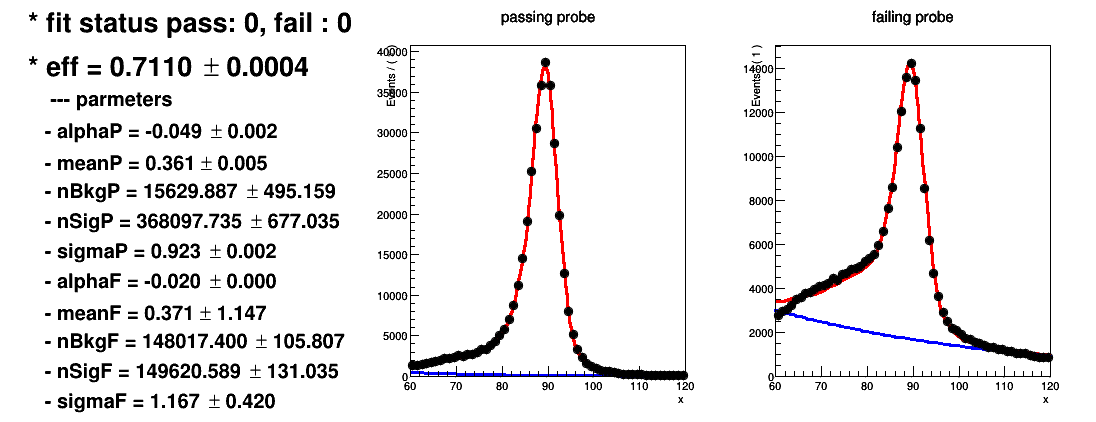 * fit status pass: 0, fail : 0
* eff = 0.7110 ± 0.0004
--- parmeters
- alphaP = -0.049 ± 0.002
- meanP = 0.361 ± 0.005
- nBkgP = 15629.887 ± 495.159
- nSigP = 368097.735 ± 677.035
- sigmaP = 0.923 ± 0.002
- alphaF = -0.020 ± 0.000
- meanF = 0.371 ± 1.147
- nBkgF = 148017.400 ± 105.807
- nSigF = 149620.589 ± 131.035
- sigmaF = 1.167 ± 0.420
passing probe
Events / ( 1 )
40000
35000
30000
25000
20000
15000
10000
5000
0
60 70 80 90 100 110 120
x
failing probe
Events / ( 1 )
14000
12000
10000
8000
6000
4000
2000
0
60 70 80 90 100 110 120
x